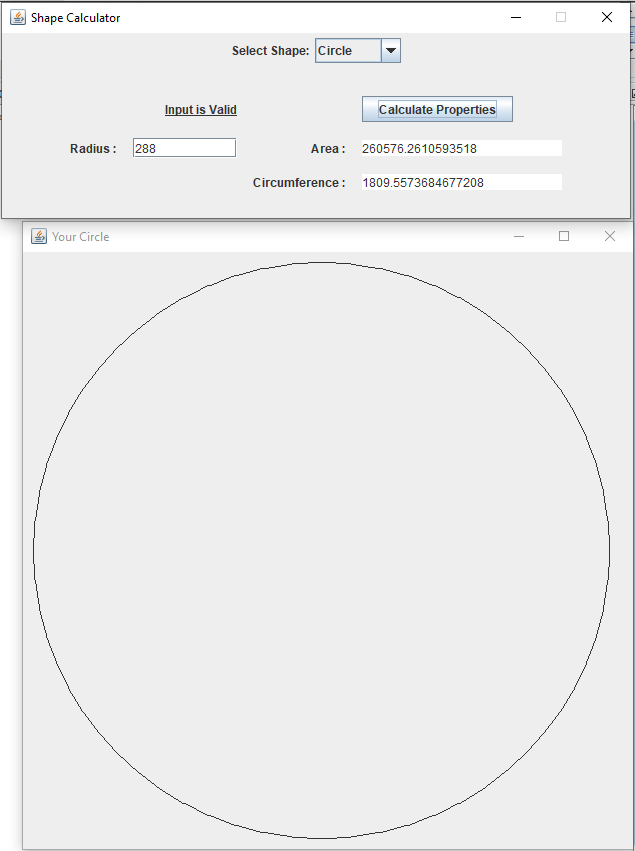 Shape Calculator
Select Shape: Circle
Input is Valid Calculate Properties
Radius : 288 Area : 260576.2610593518
Circumference : 1809.5573684677208
Your Circle